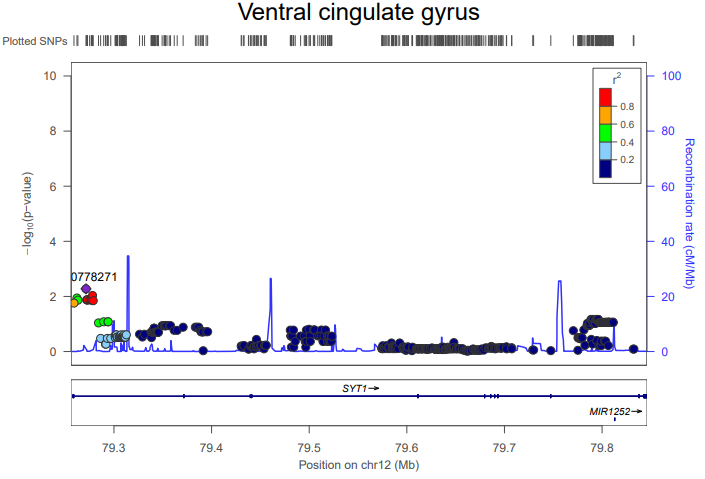 Ventral cingulate gyrus
Plotted SNPs
10
8
6
4
2
0
−log10(p−value)
0778271
r2
0.8
0.6
0.4
0.2
100
80
60
40
20
0
Recombination rate (cM/Mb)
SYT1
MIR1252
79.3 79.4 79.5 79.6 79.7 79.8
Position on chr12 (Mb)